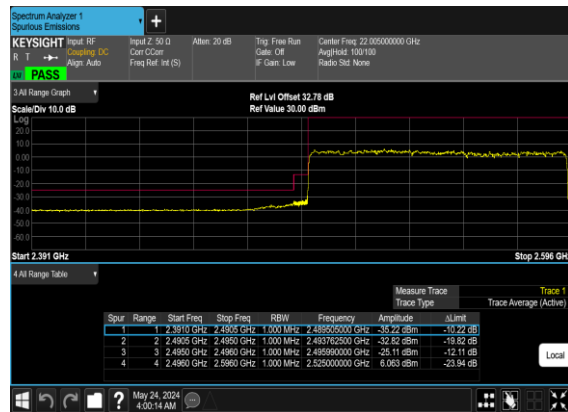 Spectrum Analyzer 1
Spurious Emissions
KEYSIGHT Input: RF Input Z: 50 Ω Atten: 20 dB Trig: Free Run Center Freq: 22.005000000 GHz
R T Coupling: DC Corr CCorr Gate: Off Avg|Hold: 100/100
Align: Auto Freq Ref: Int (S) IF Gain: Low Radio Std: None
LW PASS
3 All Range Graph
Ref Lvl Offset 32.78 dB
Scale/Div 10.0 dB Ref Value 30.00 dBm
Log
20.0
10.0
0.00
-10.0
-20.0
-30.0
-40.0
-50.0
-60.0
Start 2.391 GHz Stop 2.596 GHz
4 All Range Table
Measure Trace Trace 1
Trace Type Trace Average (Active)
Spur Range Start Freq Stop Freq RBW Frequency Amplitude ΔLimit
1 1 2.3910 GHz 2.4905 GHz 1.000 MHz 2.489505000 GHz -35.22 dBm -10.22 dB
2 2 2.4905 GHz 2.4950 GHz 1.000 MHz 2.493762500 GHz -32.82 dBm -19.82 dB
3 3 2.4950 GHz 2.4960 GHz 1.000 MHz 2.495990000 GHz -25.11 dBm -12.11 dB
4 4 2.4960 GHz 2.5960 GHz 1.000 MHz 2.525000000 GHz 6.063 dBm -23.94 dB
Local
May 24, 2024
4:00:14 AM